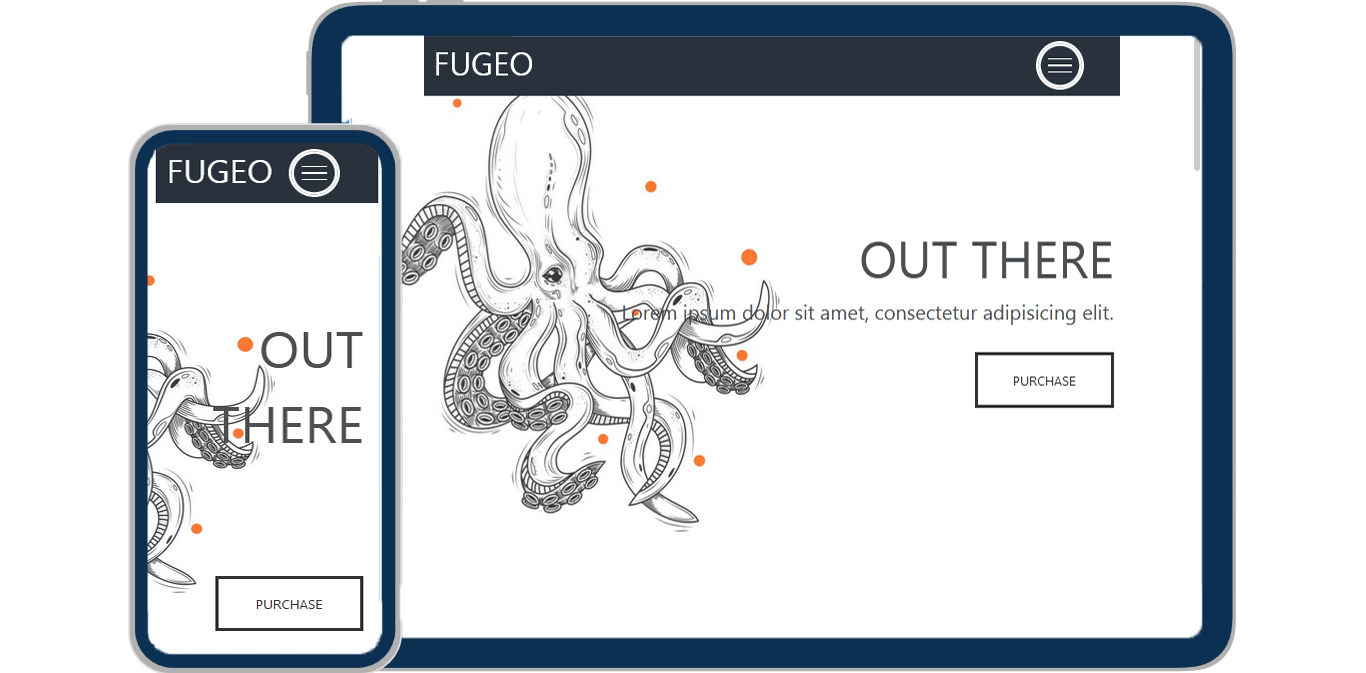 FUGEO
OUT THERE
Lorem ipsum dolor sit amet, consectetur adipisicing elit.
PURCHASE
FUGEO
OUT
THERE
PURCHASE